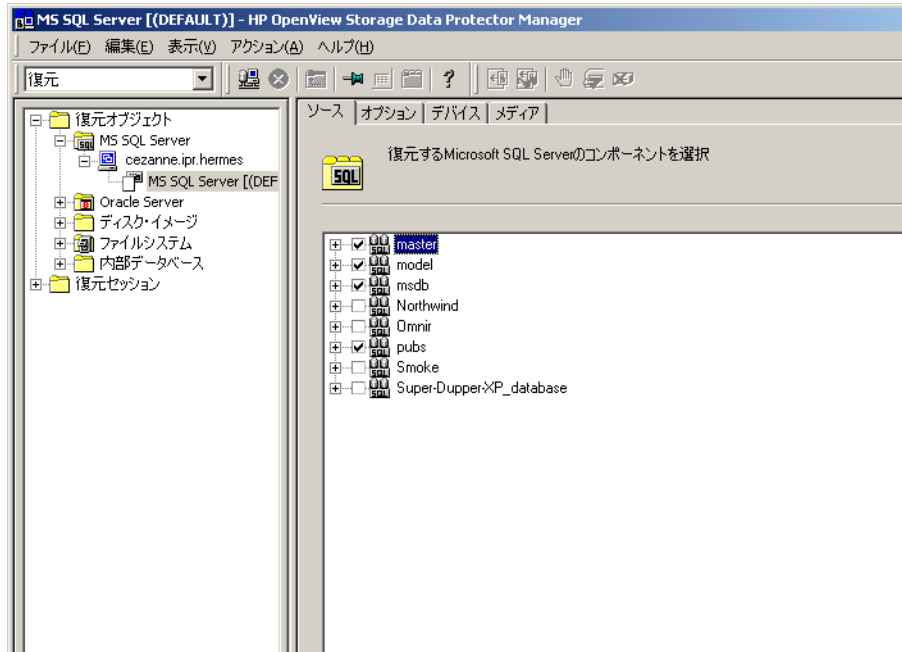 MS SQL Server [(DEFAULT)] - HP OpenView Storage Data Protector Manager
ファイル(F) 編集(E) 表示(V) アクション(A) ヘルプ(H)
復元
ソース オプション デバイス メディア
復元オブジェクト
MS SQL Server
cezanne.ipr.hermes
MS SQL Server [(DEF
Oracle Server
ディスク・イメージ
ファイルシステム
内部データベース
復元セッション
SQL 復元するMicrosoft SQL Serverのコンポーネントを選択
master
model
msdb
Northwind
Omnir
pubs
Smoke
Super-Dupper-XP_database